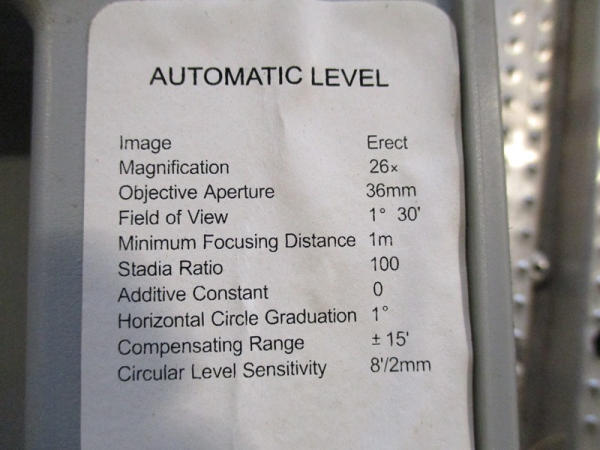 AUTOMATIC LEVEL
Image Erect
Magnification 26×
Objective Aperture 36mm
Field of View 1° 30'
Minimum Focusing Distance 1m
Stadia Ratio 100
Additive Constant 0
Horizontal Circle Graduation 1°
Compensating Range ± 15'
Circular Level Sensitivity 8'/2mm